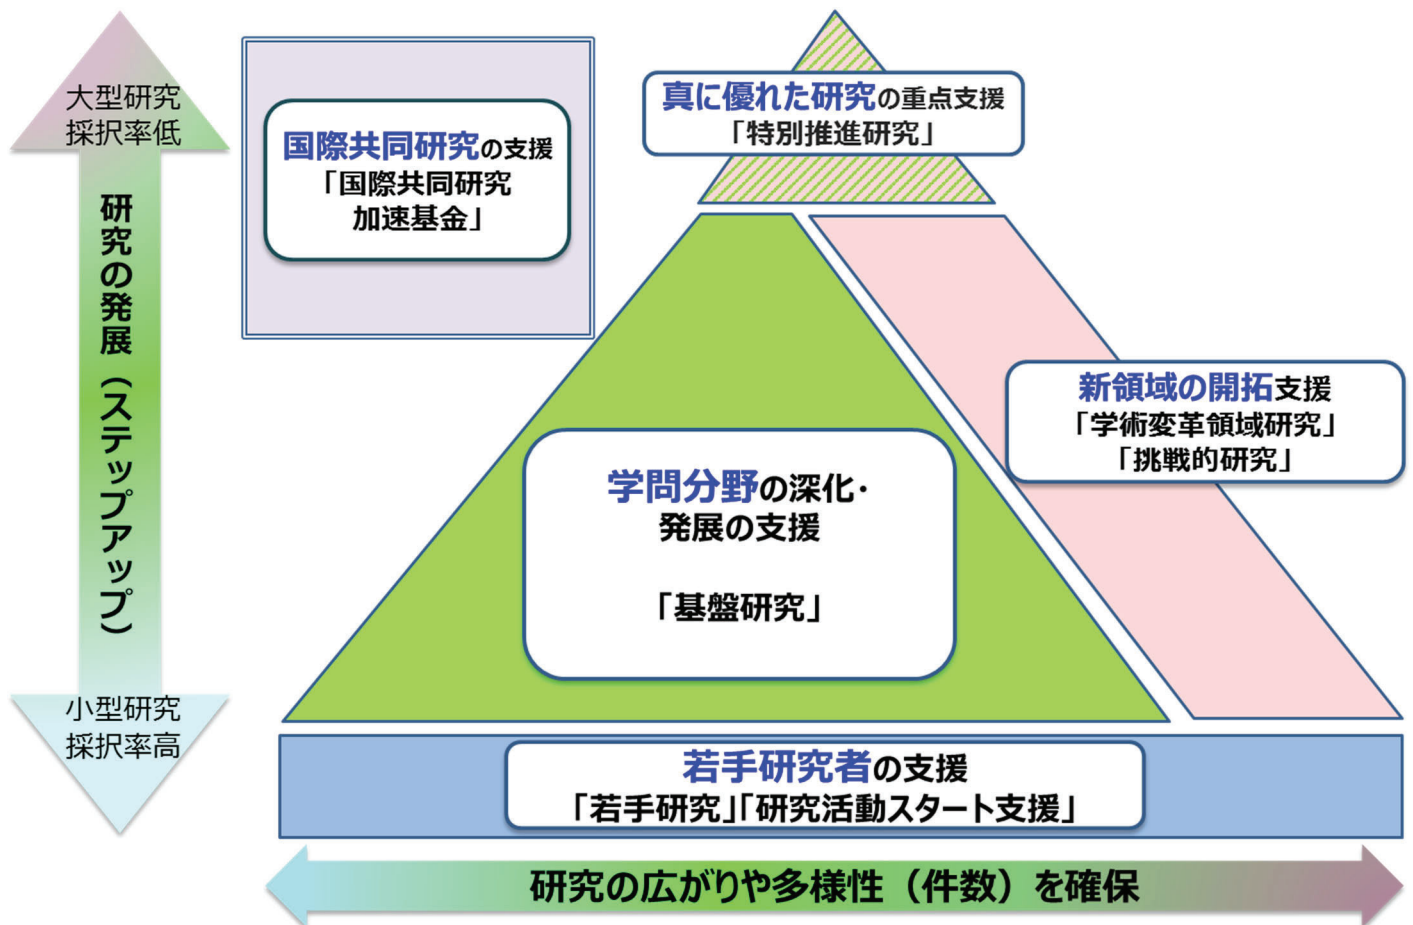 大型研究
採択率低
研究の発展（ステップアップ）
小型研究
採択率高
国際共同研究の支援
「国際共同研究
加速基金」
真に優れた研究の重点支援
「特別推進研究」
新領域の開拓支援
「学術変革領域研究」
「挑戦的研究」
学問分野の深化・
発展の支援
「基盤研究」
若手研究者の支援
「若手研究」「研究活動スタート支援」
研究の広がりや多様性（件数）を確保